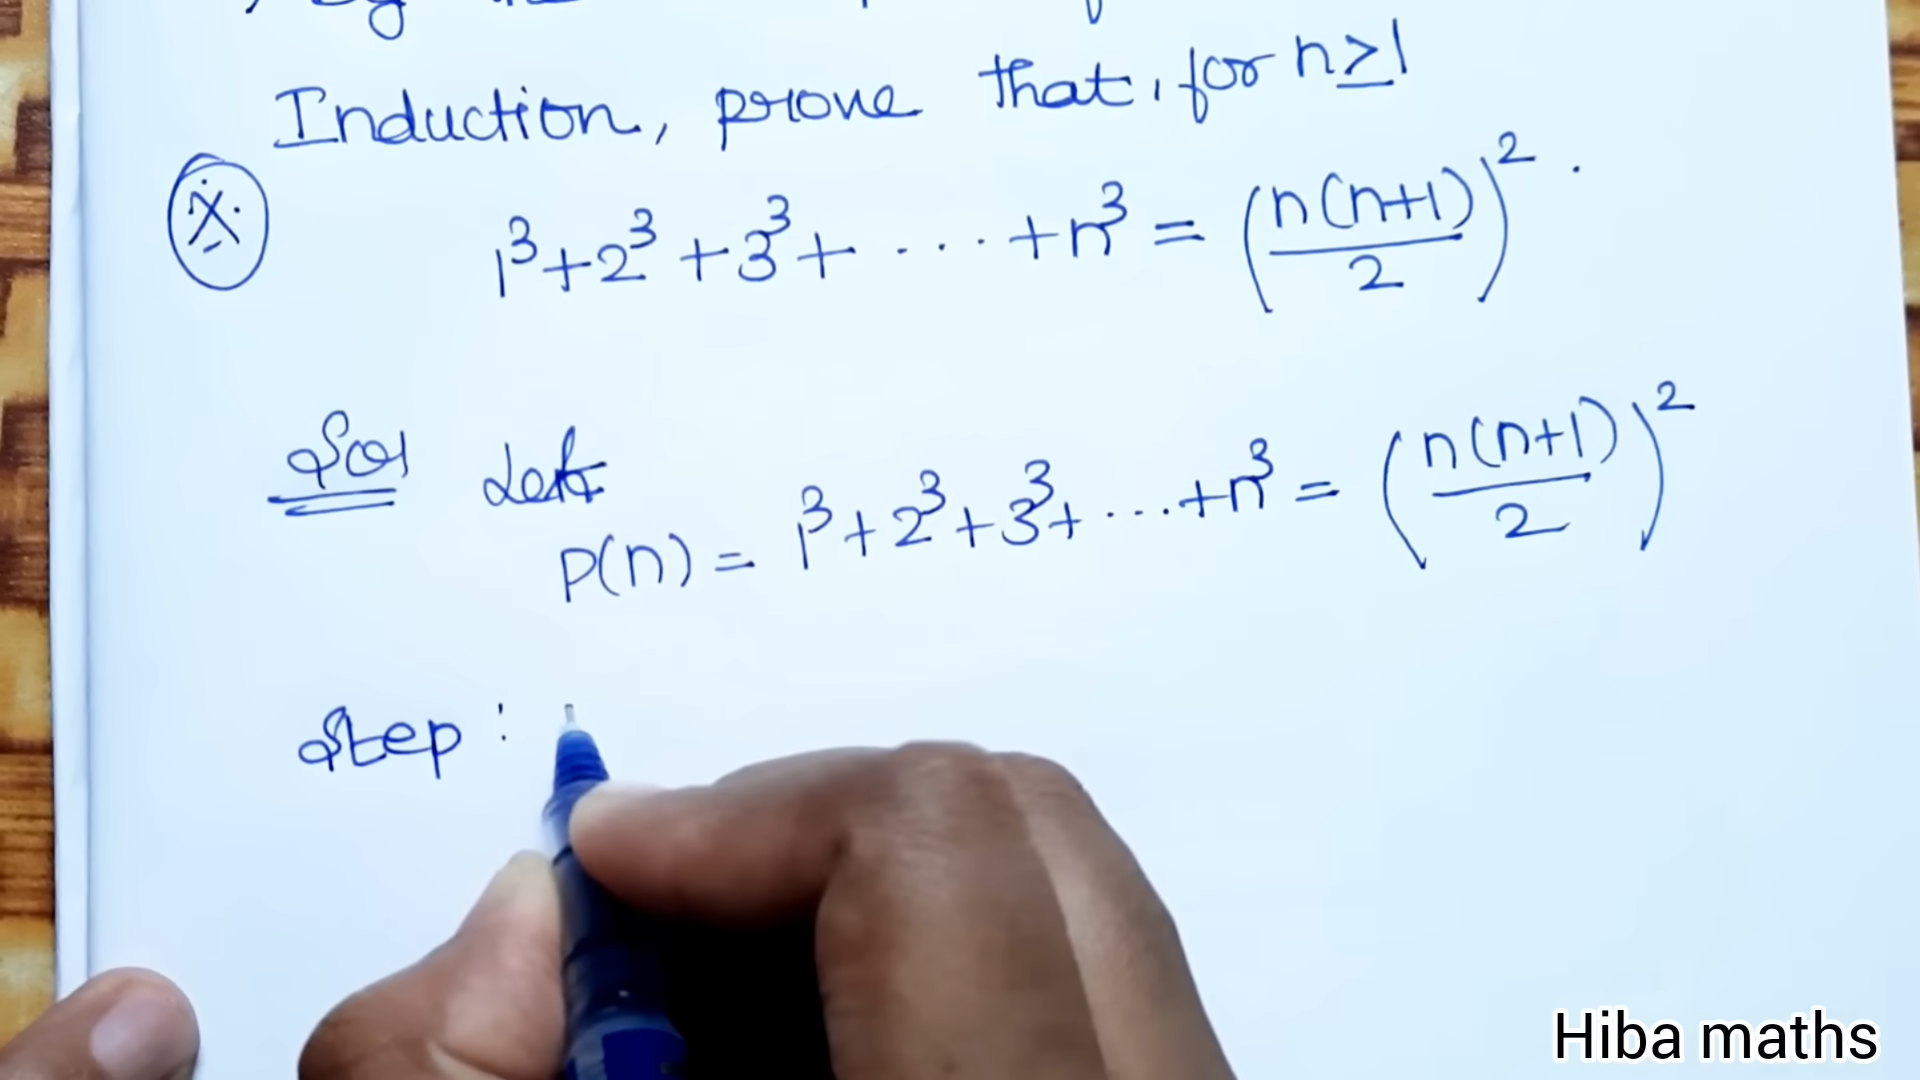 Induction, prove that, for n≥1
1³+2³+3³+ ....+n³ = (n(n+1)/2)².
Sol Let
P(n) = 1³+2³+3³+ ...+n³ = (n(n+1)/2)²
Step :
Hiba maths